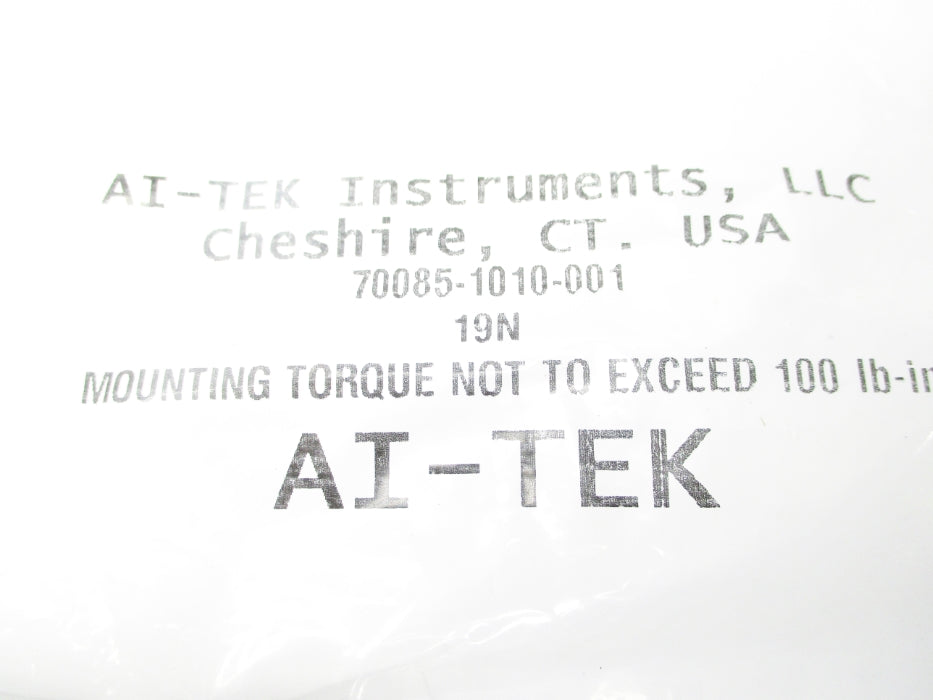 AI-TEK Instruments, LLC
Cheshire, CT. USA
70085-1010-001
19N
MOUNTING TORQUE NOT TO EXCEED 100 lb-in
AI-TEK